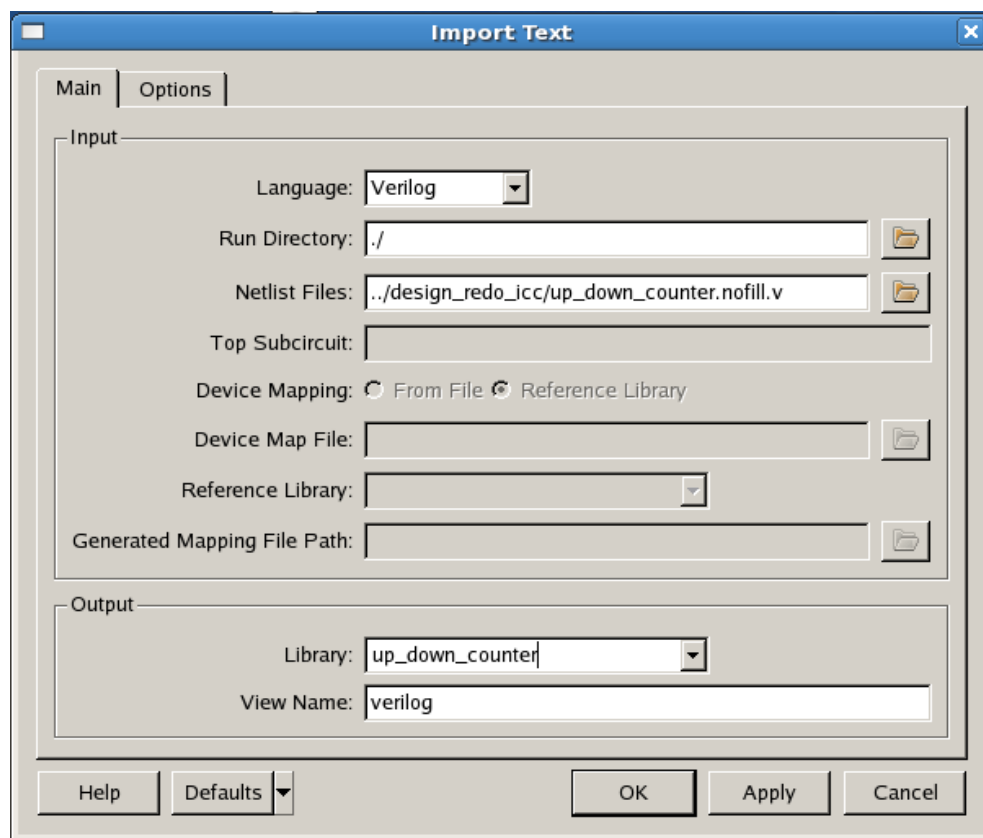 Import Text
Main Options
Input
Language: Verilog
Run Directory: ./
Netlist Files: ../design_redo_icc/up_down_counter.nofill.v
Top Subcircuit:
Device Mapping: From File Reference Library
Device Map File:
Reference Library:
Generated Mapping File Path:
Output
Library: up_down_counter
View Name: verilog
Help Defaults OK Apply Cancel